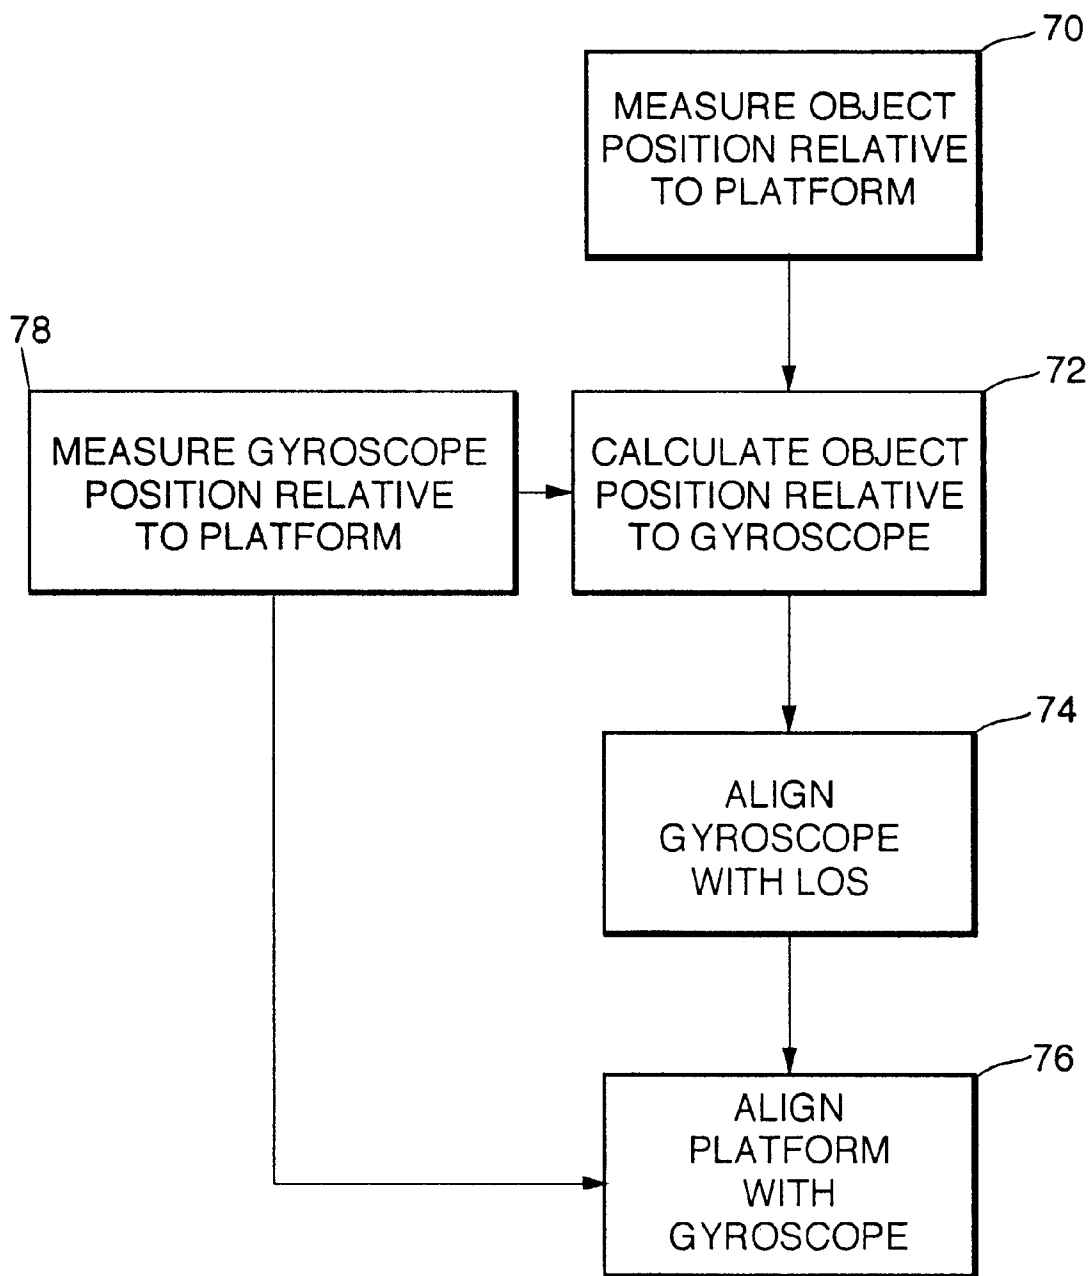 70
MEASURE OBJECT
POSITION RELATIVE
TO PLATFORM
78
MEASURE GYROSCOPE
POSITION RELATIVE
TO PLATFORM
72
CALCULATE OBJECT
POSITION RELATIVE
TO GYROSCOPE
74
ALIGN
GYROSCOPE
WITH LOS
76
ALIGN
PLATFORM
WITH
GYROSCOPE